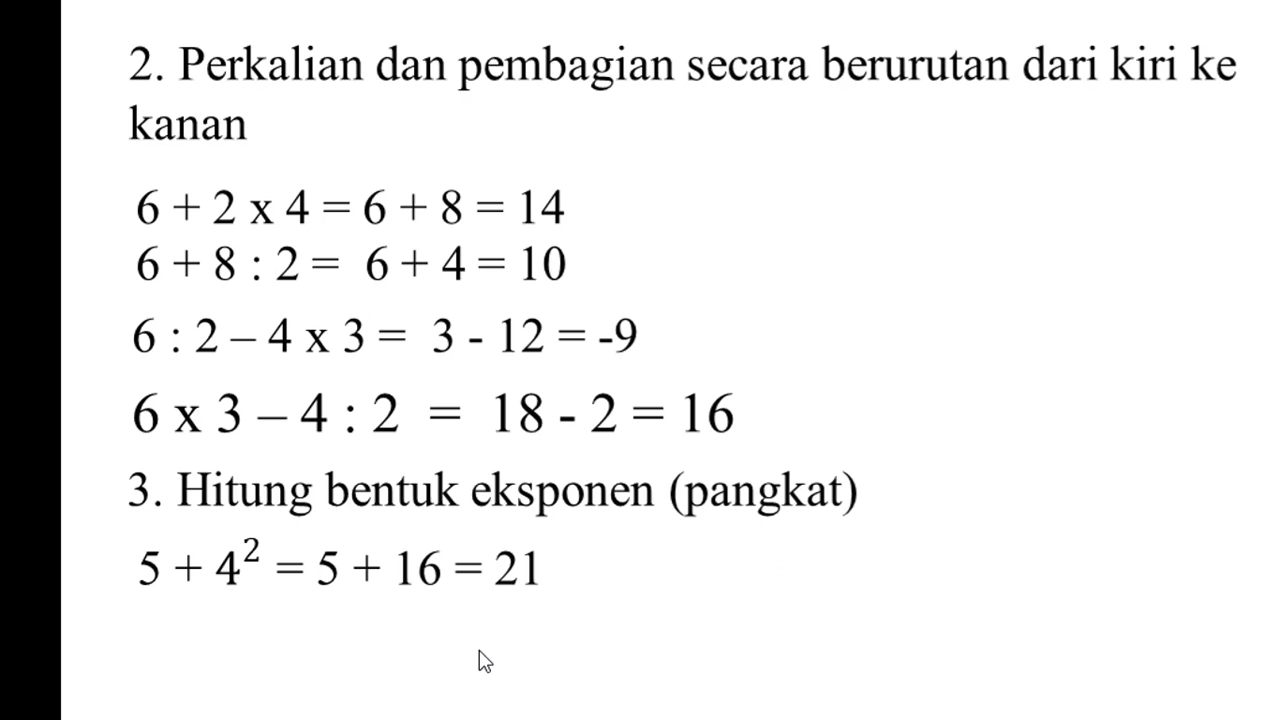 2. Perkalian dan pembagian secara berurutan dari kiri ke
kanan
6 + 2 x 4 = 6 + 8 = 14
6 + 8 : 2 = 6 + 4 = 10
6 : 2 – 4 x 3 = 3 - 12 = -9
6 x 3 – 4 : 2 = 18 - 2 = 16
3. Hitung bentuk eksponen (pangkat)
5 + 4² = 5 + 16 = 21